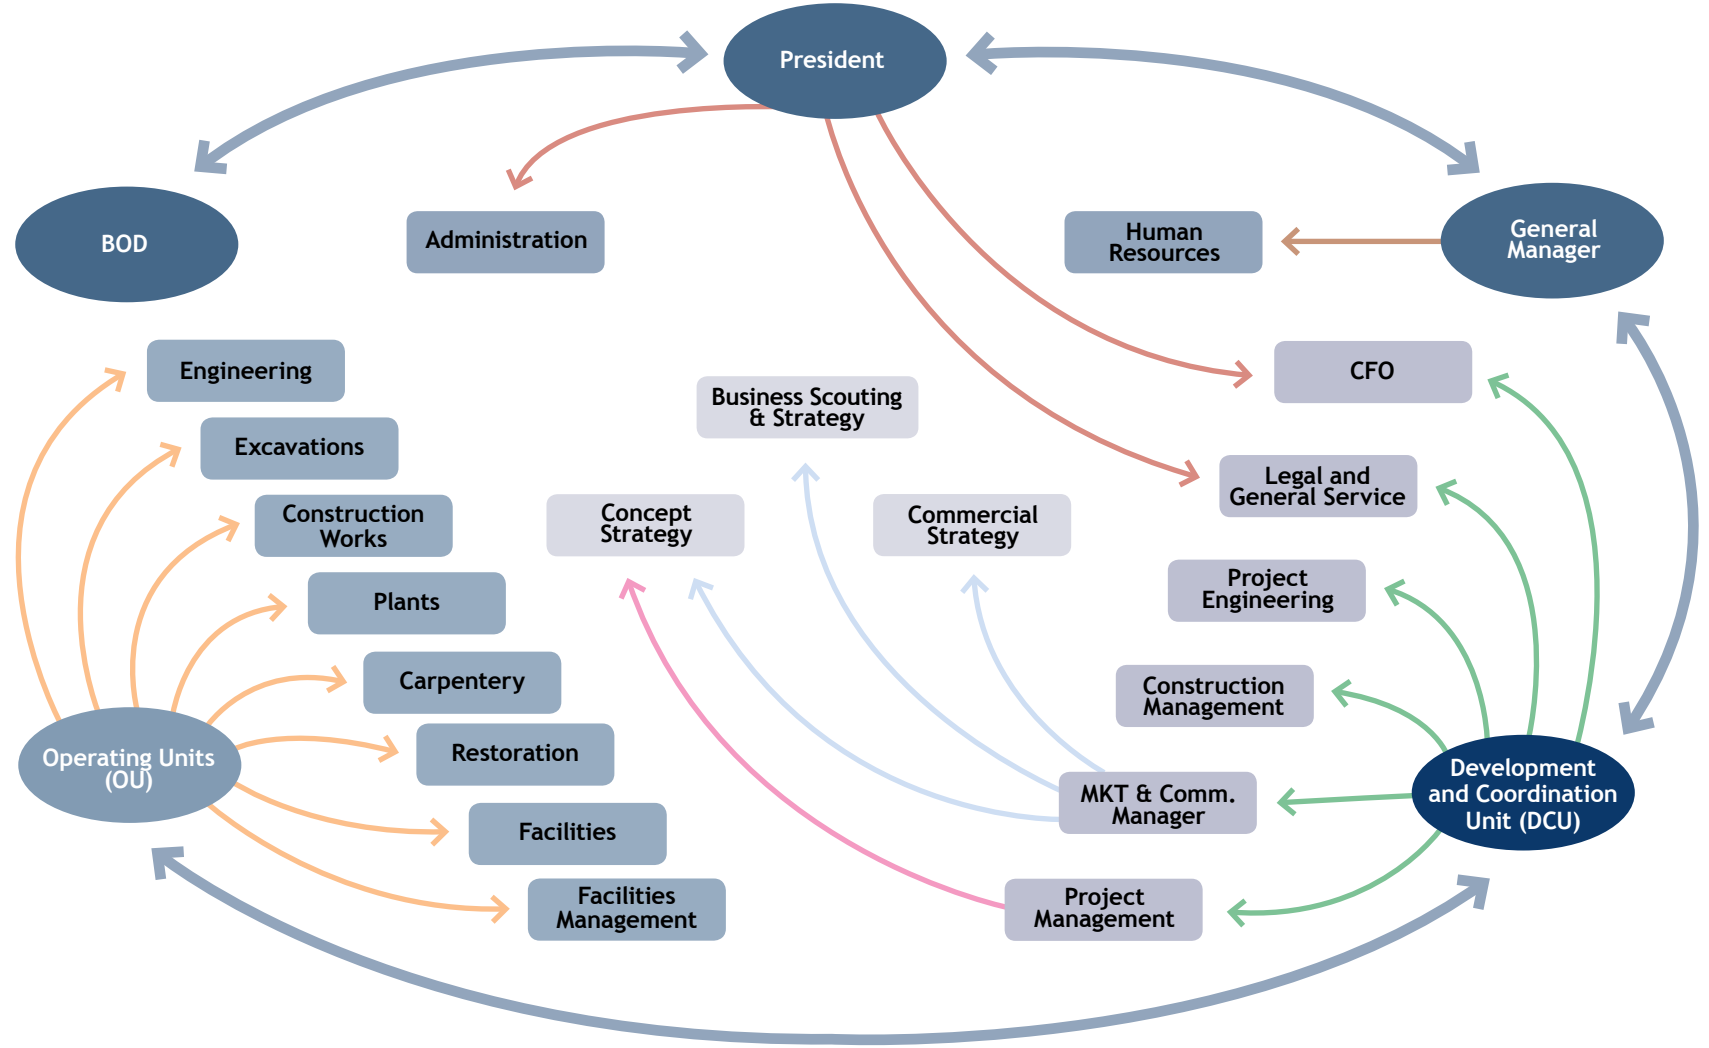 President
BOD
Administration
Human
Resources
General
Manager
Engineering
CFO
Business Scouting
& Strategy
Excavations
Legal and
General Service
Construction
Works
Concept
Strategy
Commercial
Strategy
Plants
Project
Engineering
Carpentery
Construction
Management
Operating Units
(OU)
Restoration
Development
and Coordination
Unit (DCU)
MKT & Comm.
Manager
Facilities
Facilities
Management
Project
Management